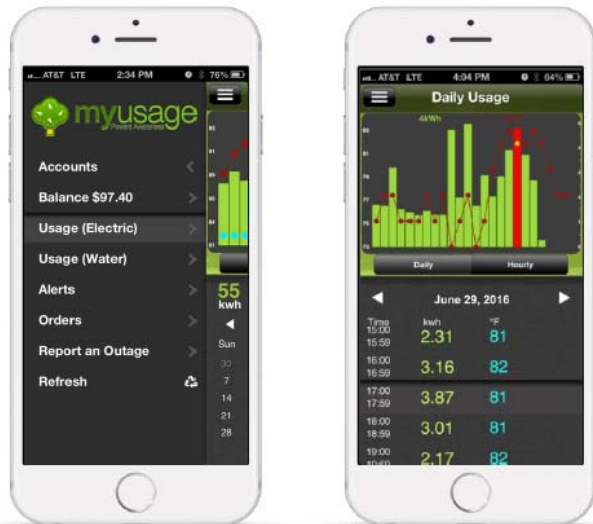 AT&T LTE 2:34 PM 76%
myusage
Powers Awareness
Accounts
Balance $97.40
Usage (Electric)
Usage (Water)
Alerts
Orders
Report an Outage
Refresh
55
kwh
Sun
30
7
14
21
28
AT&T LTE 4:04 PM 64%
Daily Usage
4kWh
Daily Hourly
June 29, 2016
Time kwh °F
15:00
15:59 2.31 81
16:00
16:59 3.16 82
17:00
17:59 3.87 81
18:00
18:59 3.01 81
19:00
2.17 82